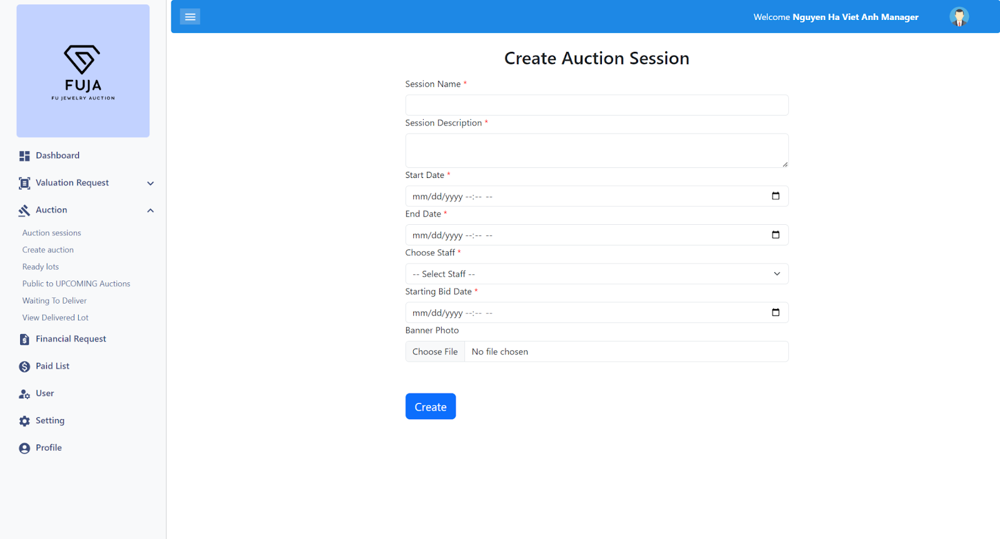 FUJA
FU JEWELRY AUCTION
Dashboard
Valuation Request
Auction
Auction sessions
Create auction
Ready lots
Public to UPCOMING Auctions
Waiting To Deliver
View Delivered Lot
Financial Request
Paid List
User
Setting
Profile
Welcome Nguyen Ha Viet Anh Manager
Create Auction Session
Session Name *
Session Description *
Start Date *
mm/dd/yyyy --:-- --
End Date *
mm/dd/yyyy --:-- --
Choose Staff *
-- Select Staff --
Starting Bid Date *
mm/dd/yyyy --:-- --
Banner Photo
Choose File No file chosen
Create